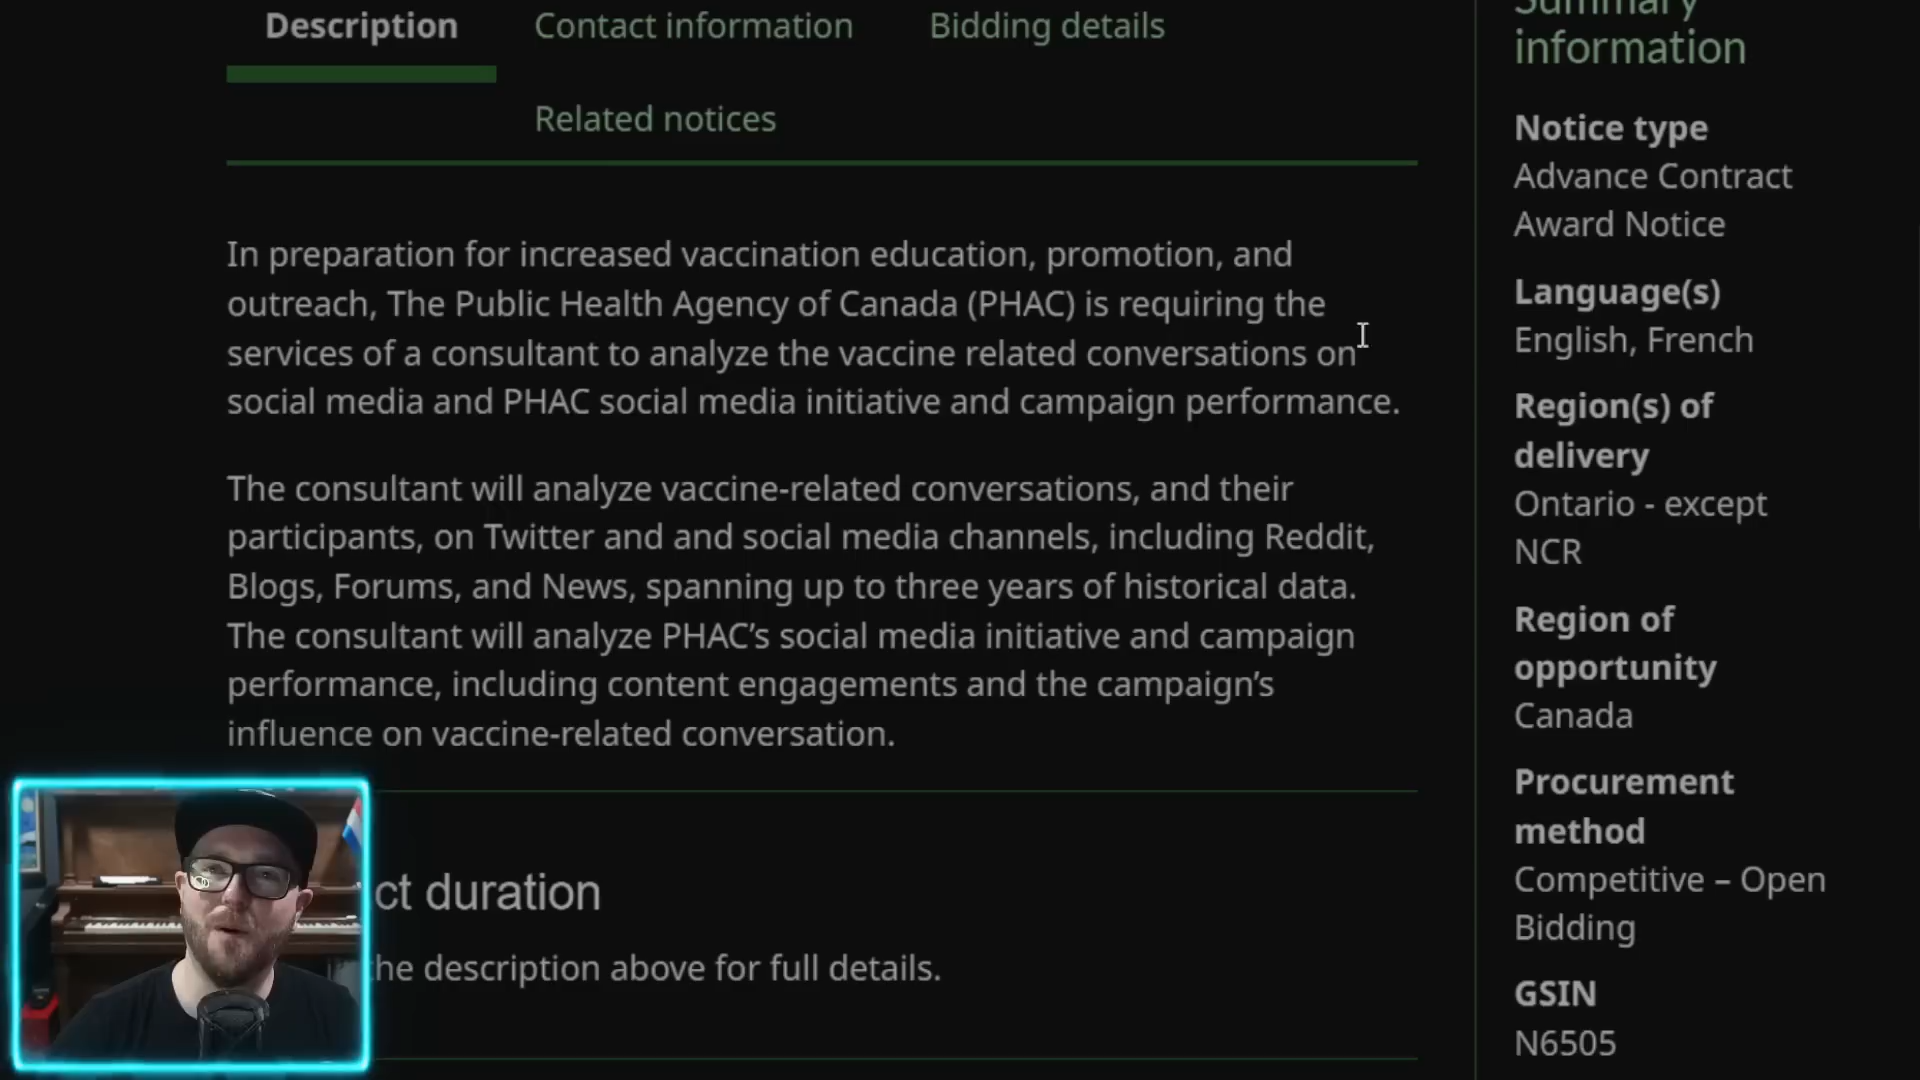 Description
Contact information
Bidding details
Related notices
In preparation for increased vaccination education, promotion, and
outreach, The Public Health Agency of Canada (PHAC) is requiring the
services of a consultant to analyze the vaccine related conversations on
social media and PHAC social media initiative and campaign performance.
The consultant will analyze vaccine-related conversations, and their
participants, on Twitter and and social media channels, including Reddit,
Blogs, Forums, and News, spanning up to three years of historical data.
The consultant will analyze PHAC’s social media initiative and campaign
performance, including content engagements and the campaign’s
influence on vaccine-related conversation.
ct duration
the description above for full details.
Summary
information
Notice type
Advance Contract
Award Notice
Language(s)
English, French
Region(s) of
delivery
Ontario - except
NCR
Region of
opportunity
Canada
Procurement
method
Competitive – Open
Bidding
GSIN
N6505